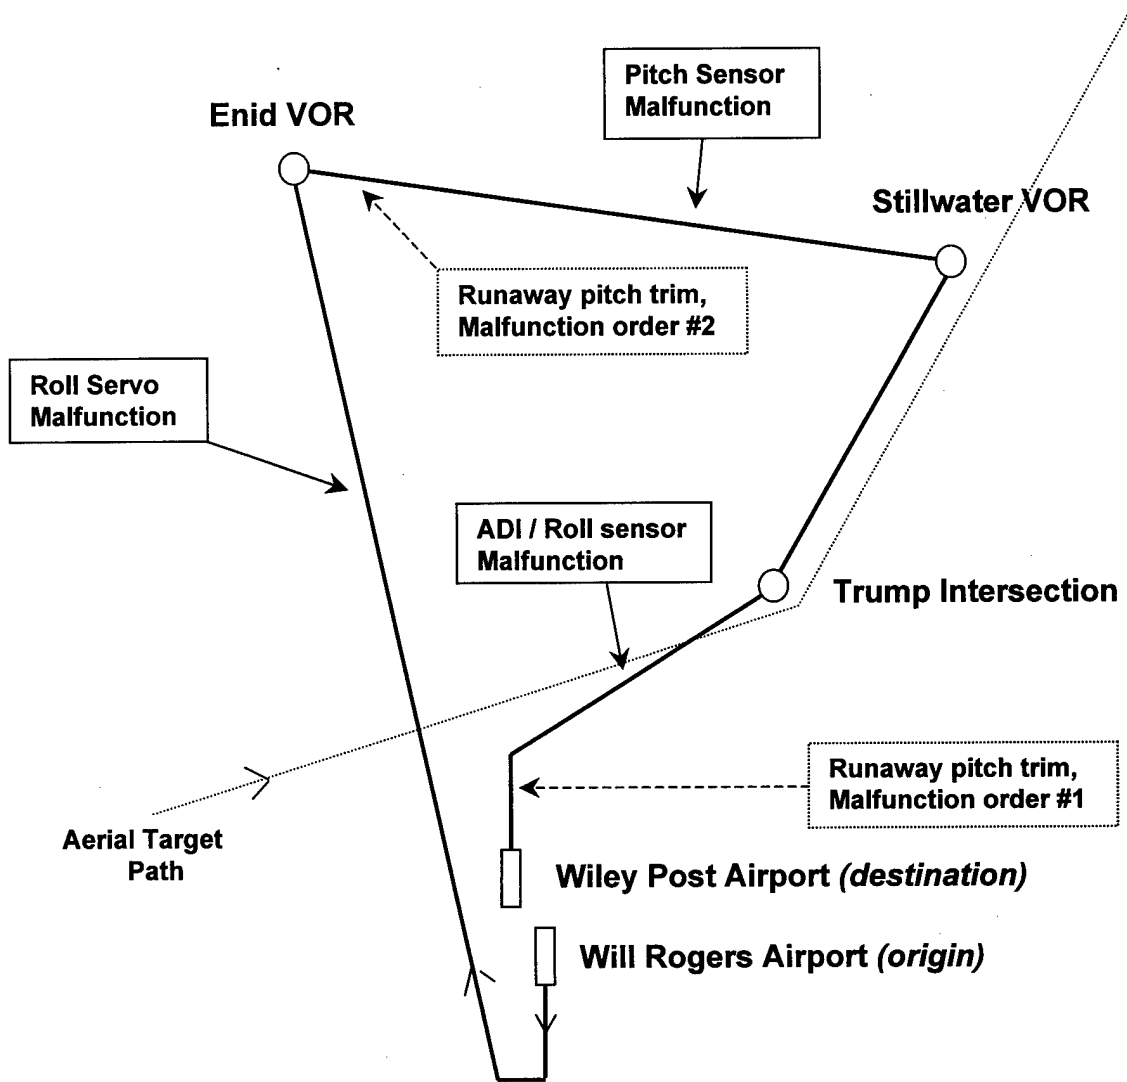 Pitch Sensor
Malfunction
Enid VOR
Stillwater VOR
Runaway pitch trim,
Malfunction order #2
Roll Servo
Malfunction
ADI / Roll sensor
Malfunction
Trump Intersection
Runaway pitch trim,
Malfunction order #1
Aerial Target
Path
Wiley Post Airport (destination)
Will Rogers Airport (origin)